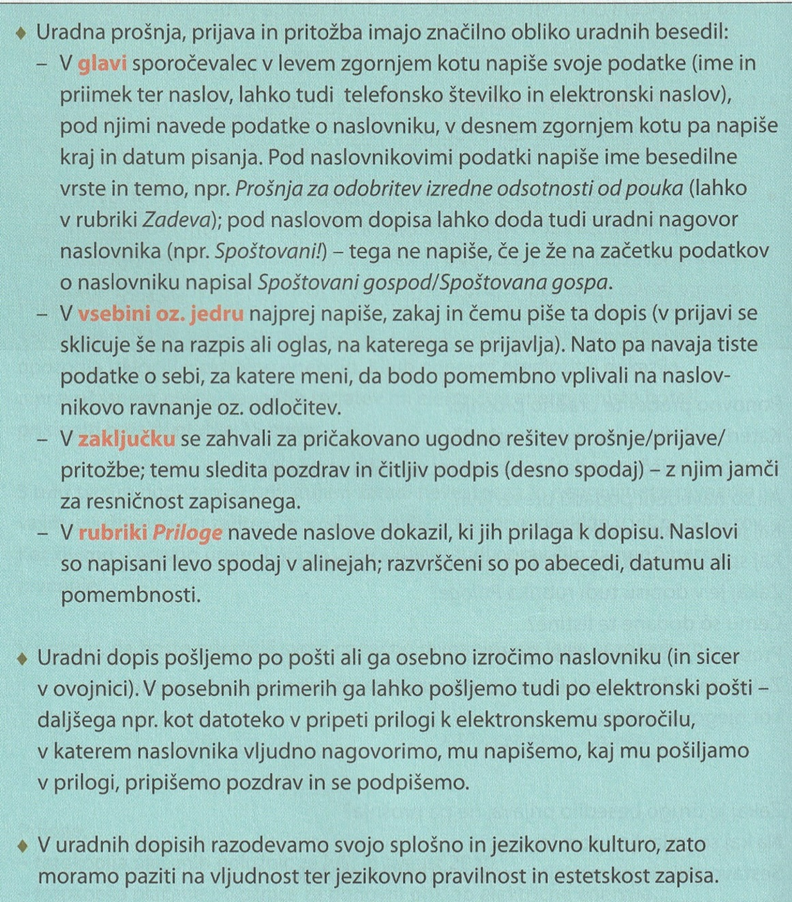 ♦ Uradna prošnja, prijava in pritožba imajo značilno obliko uradnih besedil:
– V glavi sporočevalec v levem zgornjem kotu napiše svoje podatke (ime in
priimek ter naslov, lahko tudi telefonsko številko in elektronski naslov),
pod njimi navede podatke o naslovniku, v desnem zgornjem kotu pa napiše
kraj in datum pisanja. Pod naslovnikovimi podatki napiše ime besedilne
vrste in temo, npr. Prošnja za odobritev izredne odsotnosti od pouka (lahko
v rubriki Zadeva); pod naslovom dopisa lahko doda tudi uradni nagovor
naslovnika (npr. Spoštovani!) – tega ne napiše, če je že na začetku podatkov
o naslovniku napisal Spoštovani gospod/Spoštovana gospa.
– V vsebini oz. jedru najprej napiše, zakaj in čemu piše ta dopis (v prijavi se
sklicuje še na razpis ali oglas, na katerega se prijavlja). Nato pa navaja tiste
podatke o sebi, za katere meni, da bodo pomembno vplivali na naslov-
nikovo ravnanje oz. odločitev.
– V zaključku se zahvali za pričakovano ugodno rešitev prošnje/prijave/
pritožbe; temu sledita pozdrav in čitljiv podpis (desno spodaj) – z njim jamči
za resničnost zapisanega.
– V rubriki Priloge navede naslove dokazil, ki jih prilaga k dopisu. Naslovi
so napisani levo spodaj v alinejah; razvrščeni so po abecedi, datumu ali
pomembnosti.
♦ Uradni dopis pošljemo po pošti ali ga osebno izročimo naslovniku (in sicer
v ovojnici). V posebnih primerih ga lahko pošljemo tudi po elektronski pošti –
daljšega npr. kot datoteko v pripeti prilogi k elektronskemu sporočilu,
v katerem naslovnika vljudno nagovorimo, mu napišemo, kaj mu pošiljamo
v prilogi, pripišemo pozdrav in se podpišemo.
♦ V uradnih dopisih razodevamo svojo splošno in jezikovno kulturo, zato
moramo paziti na vljudnost ter jezikovno pravilnost in estetskost zapisa.